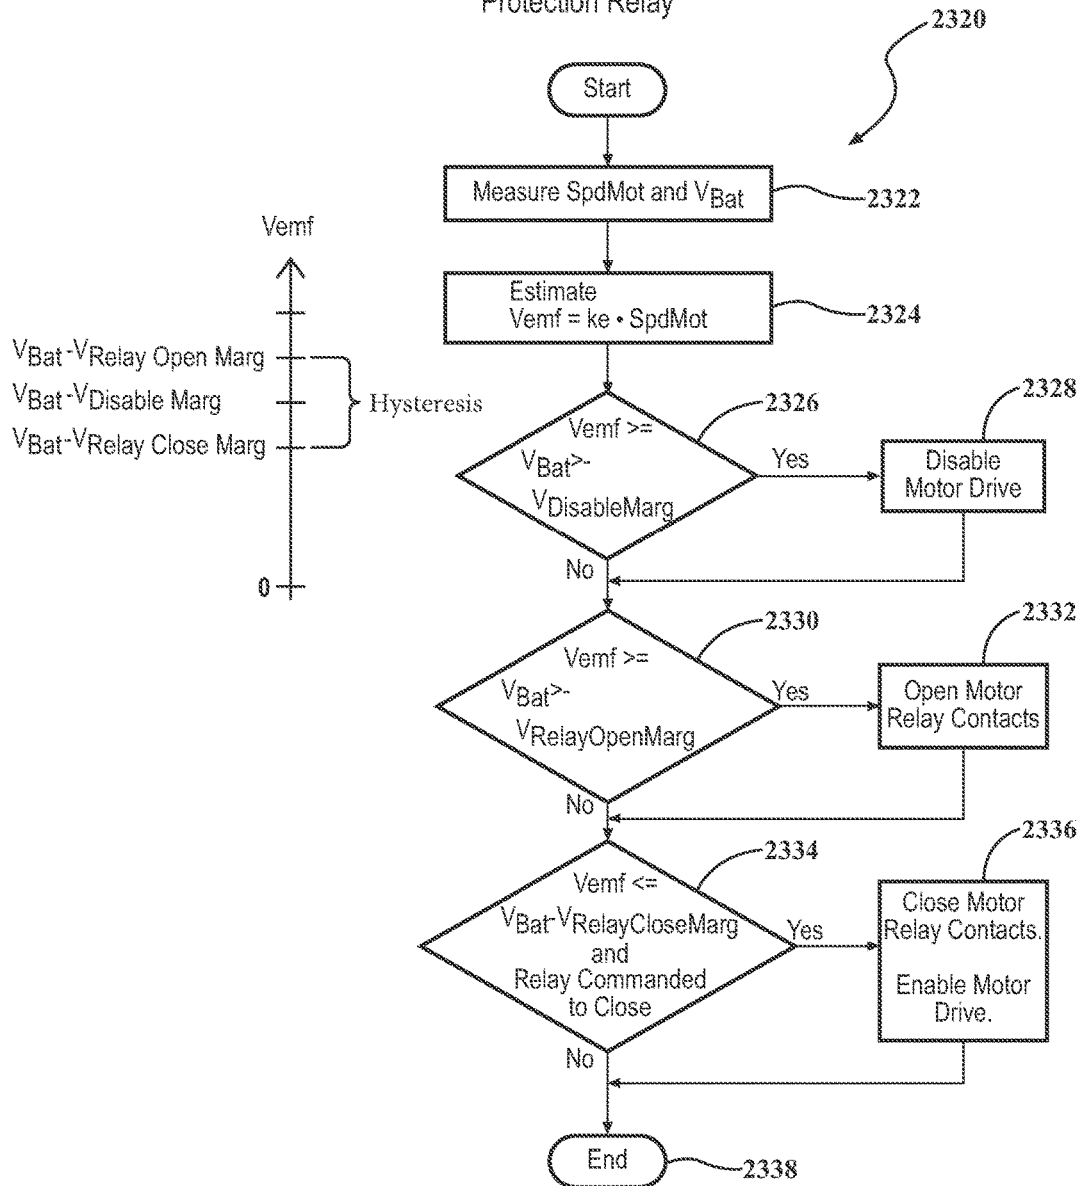 Protection Relay
2320
Start
Measure SpdMot and VBat
2322
Estimate
Vemf = ke • SpdMot
2324
Vemf
VBat-VRelay Open Marg
VBat-VDisable Marg
VBat-VRelay Close Marg
Hysteresis
0
Vemf >=
VBat>-
VDisableMarg
2326
Yes
Disable
Motor Drive
2328
No
Vemf >=
VBat>-
VRelayOpenMarg
2330
Yes
Open Motor
Relay Contacts
2332
No
Vemf <=
VBat-VRelayCloseMarg
and
Relay Commanded
to Close
2334
Yes
Close Motor
Relay Contacts.
Enable Motor
Drive.
2336
No
End
2338